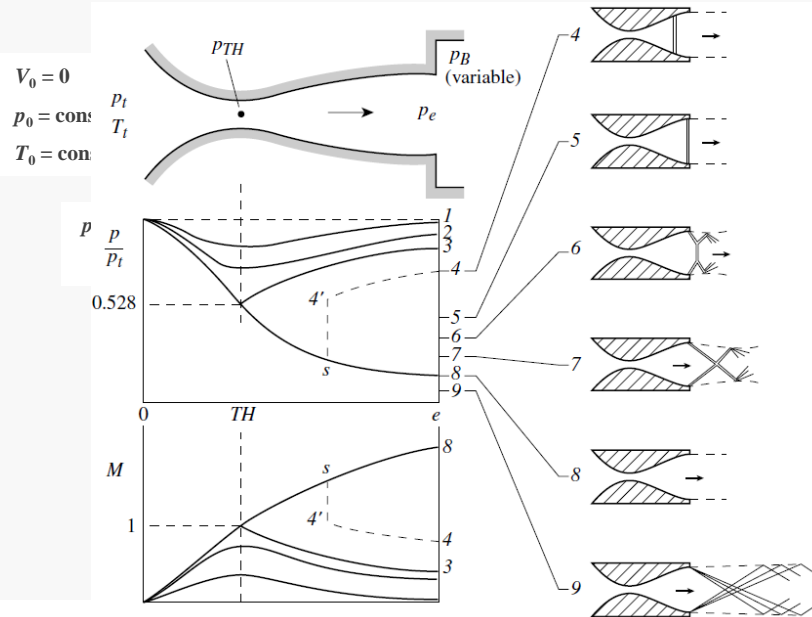 V₀ = 0
p₀ = cons
T₀ = cons
p_t
T_t
p_TH
p_B
(variable)
p_e
p
p
p_t
0.528
1
2
3
4
4'
5
6
7
s
8
9
0
TH
e
M
1
8
s
4'
4
3
4
5
6
7
8
9